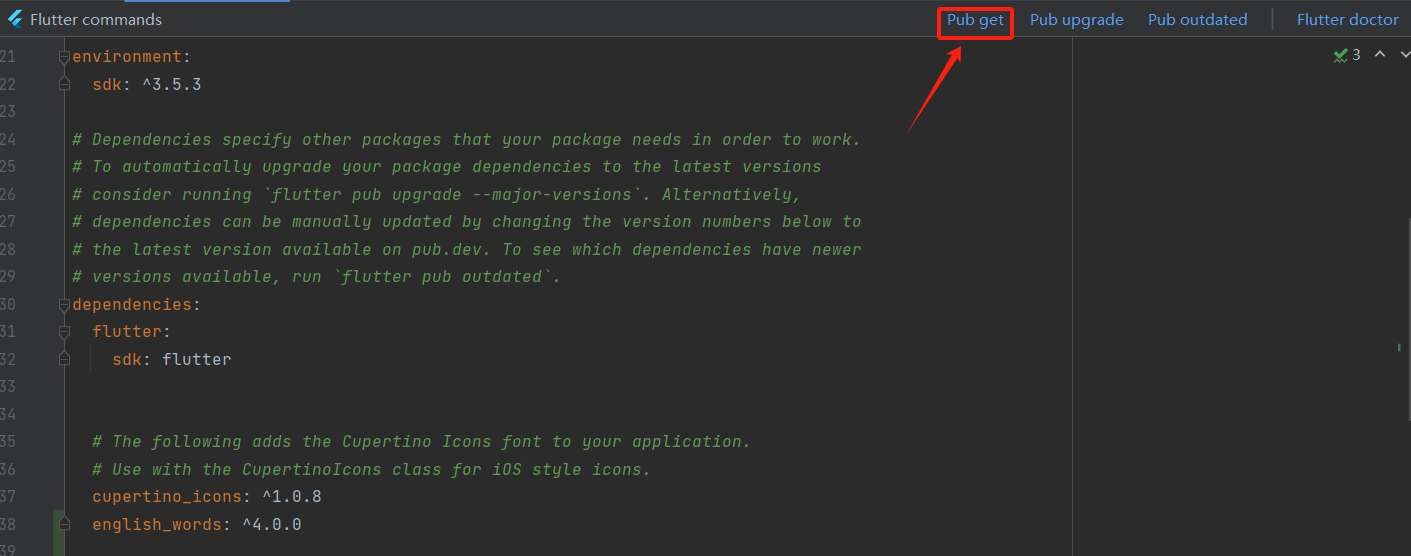 Flutter commands Pub get Pub upgrade Pub outdated Flutter doctor
21 environment: 3
22 sdk: ^3.5.3
23
24 # Dependencies specify other packages that your package needs in order to work.
25 # To automatically upgrade your package dependencies to the latest versions
26 # consider running `flutter pub upgrade --major-versions`. Alternatively,
27 # dependencies can be manually updated by changing the version numbers below to
28 # the latest version available on pub.dev. To see which dependencies have newer
29 # versions available, run `flutter pub outdated`.
30 dependencies:
31 flutter:
32 sdk: flutter
33
34
35 # The following adds the Cupertino Icons font to your application.
36 # Use with the CupertinoIcons class for iOS style icons.
37 cupertino_icons: ^1.0.8
38 english_words: ^4.0.0
39